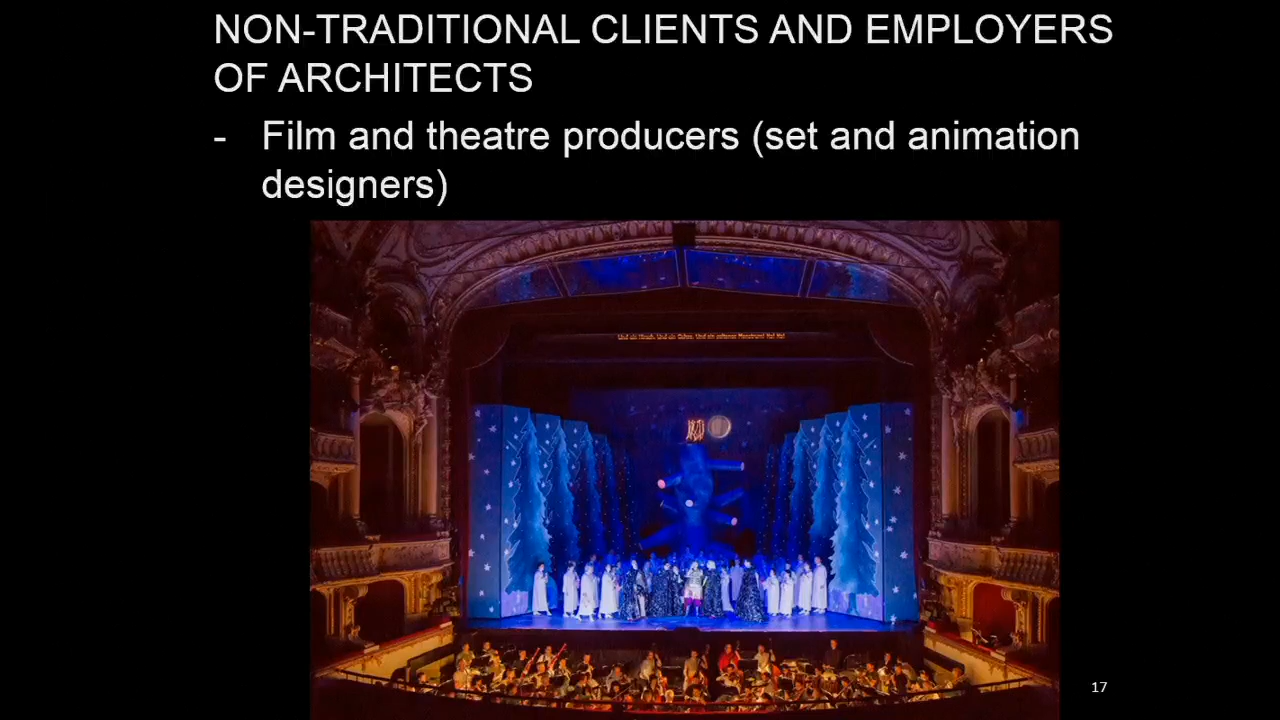 NON-TRADITIONAL CLIENTS AND EMPLOYERS
OF ARCHITECTS
- Film and theatre producers (set and animation
designers)
17